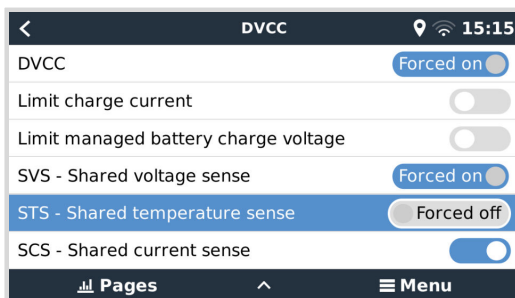 DVCC 15:15
DVCC Forced on
Limit charge current
Limit managed battery charge voltage
SVS - Shared voltage sense Forced on
STS - Shared temperature sense Forced off
SCS - Shared current sense
Pages Menu